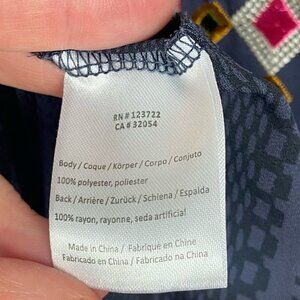 RN # 123722
CA # 32054
Body / Coque / Körper / Corpo / Conjuto
100% polyester, poliester
Back / Arrière / Zurück / Schiena / Espalda
100% rayon, rayonne, seda artificial
Made in China / Fabrique en Chine
Fabricado en China / Fabricado na China